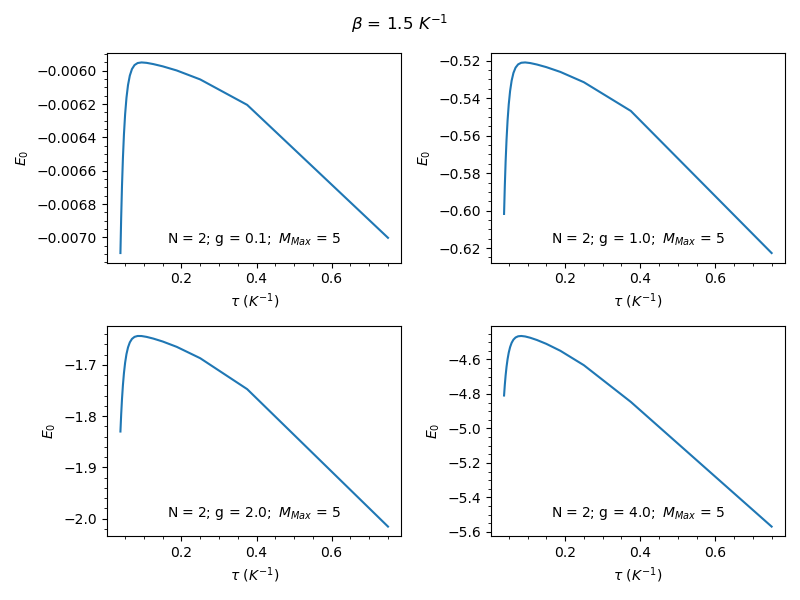 β = 1.5 K⁻¹
−0.0060
−0.0062
−0.0064
−0.0066
−0.0068
−0.0070
E₀
N = 2; g = 0.1; M_Max = 5
0.2 0.4 0.6
τ (K⁻¹)
−0.52
−0.54
−0.56
−0.58
−0.60
−0.62
E₀
N = 2; g = 1.0; M_Max = 5
0.2 0.4 0.6
τ (K⁻¹)
−1.7
−1.8
−1.9
−2.0
E₀
N = 2; g = 2.0; M_Max = 5
0.2 0.4 0.6
τ (K⁻¹)
−4.6
−4.8
−5.0
−5.2
−5.4
−5.6
E₀
N = 2; g = 4.0; M_Max = 5
0.2 0.4 0.6
τ (K⁻¹)